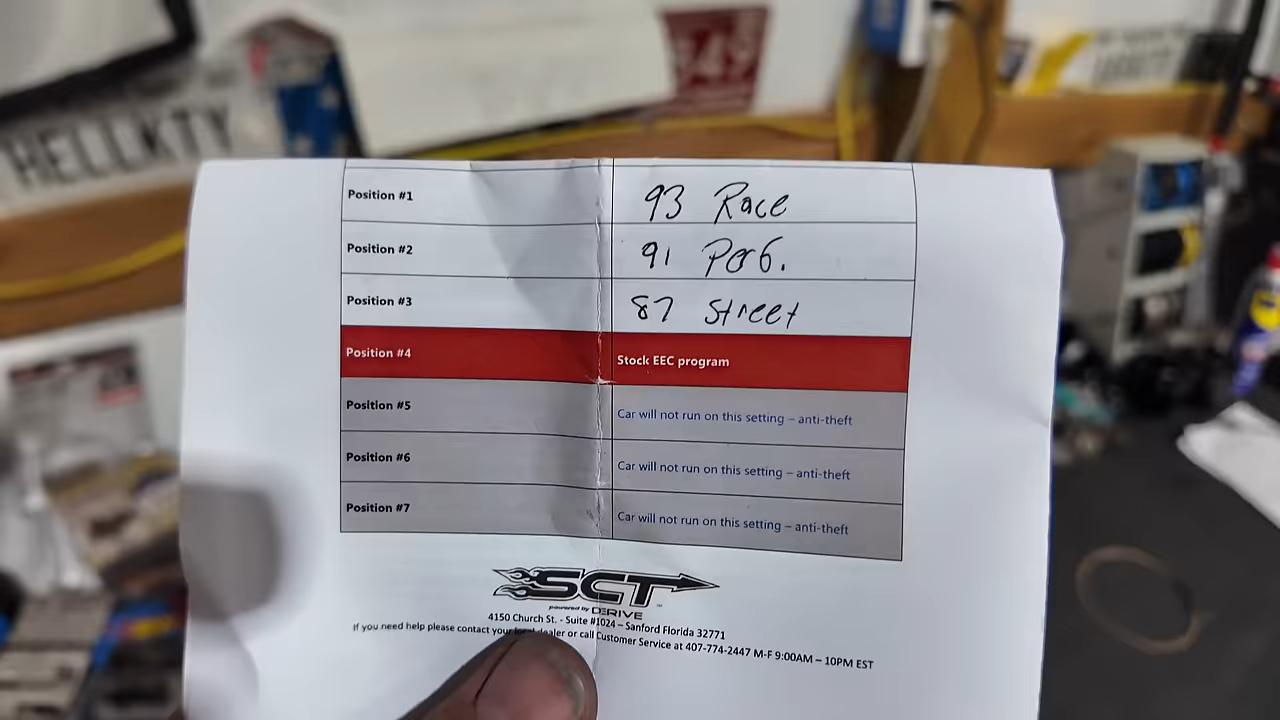 HELLKTY
Position #1 93 Race
Position #2 91 Perf.
Position #3 87 Street
Position #4 Stock EEC program
Position #5 Car will not run on this setting – anti-theft
Position #6 Car will not run on this setting – anti-theft
Position #7 Car will not run on this setting – anti-theft
SCT
powered by DERIVE
4150 Church St. - Suite #1024 – Sanford Florida 32771
If you need help please contact your local dealer or call Customer Service at 407-774-2447 M-F 9:00AM – 10PM EST